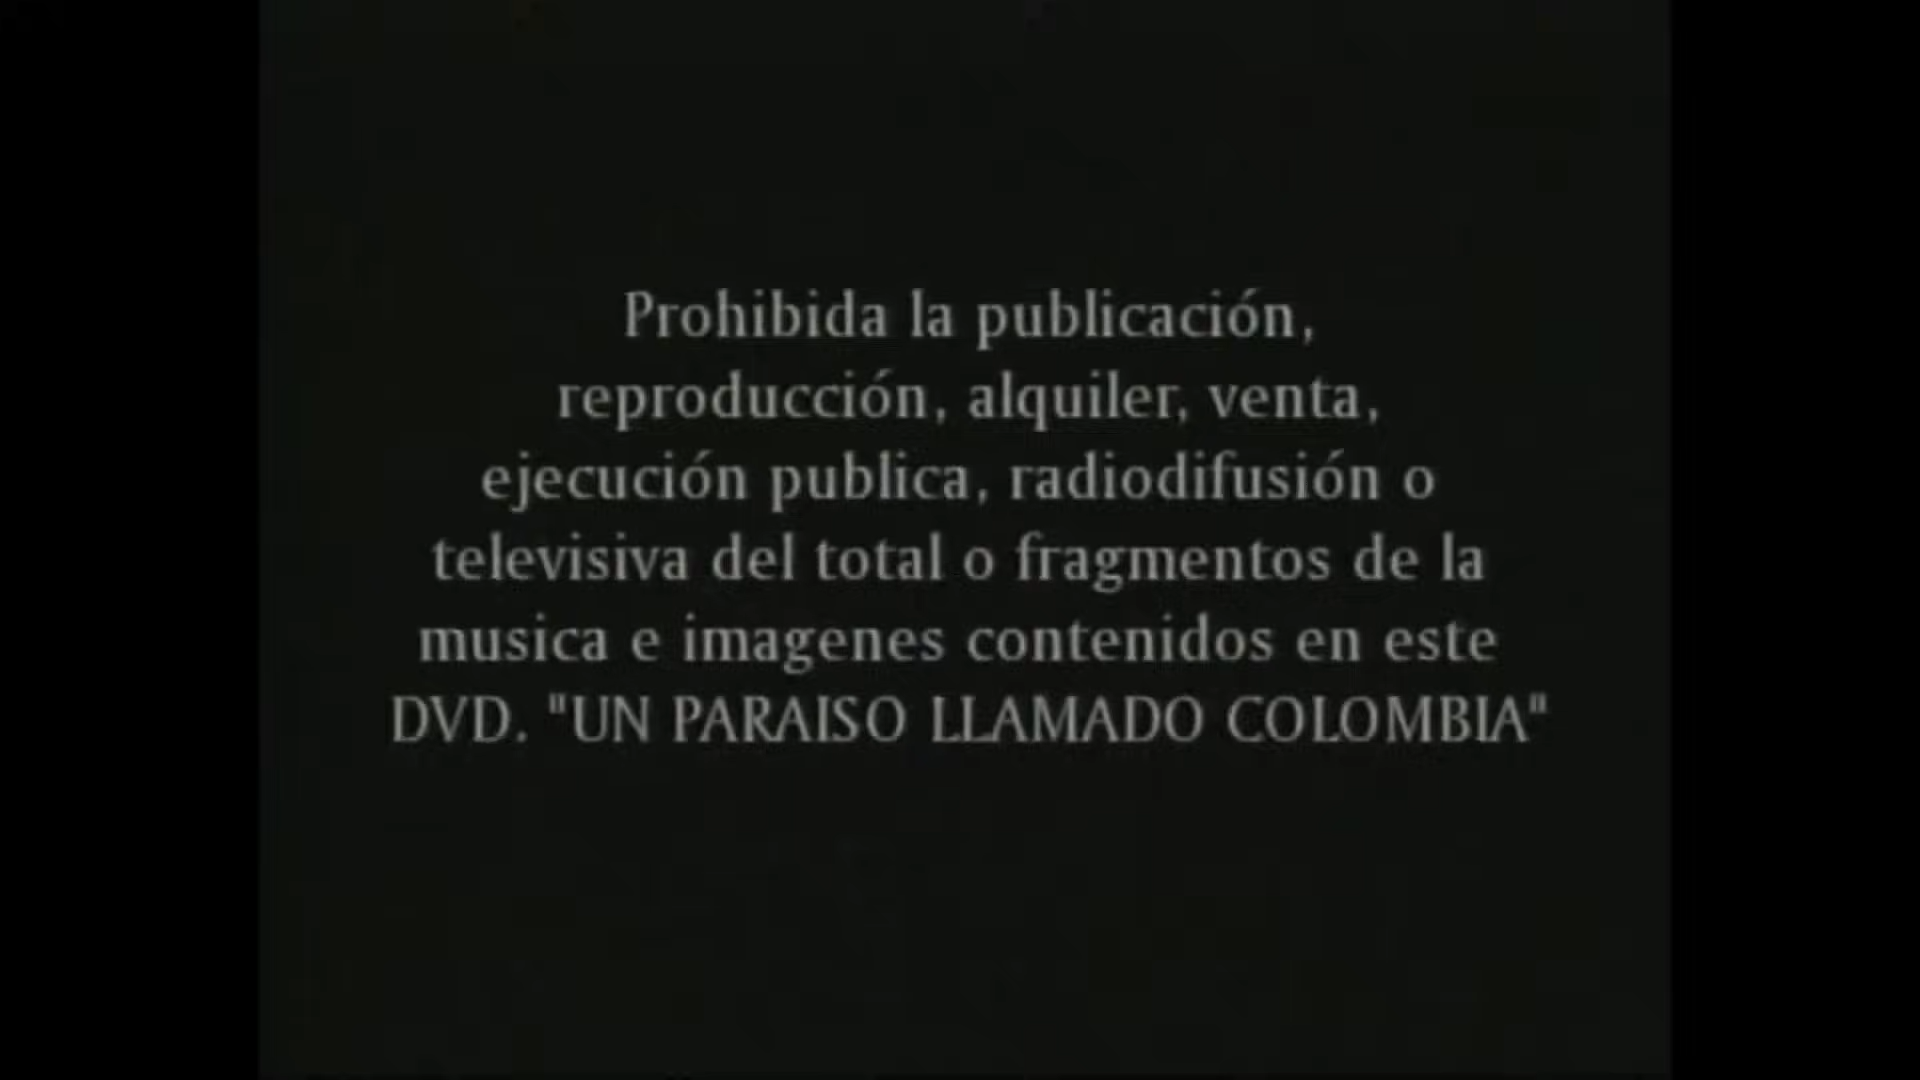 Prohibida la publicación,
reproducción, alquiler, venta,
ejecución publica, radiodifusión o
televisiva del total o fragmentos de la
musica e imagenes contenidos en este
DVD. "UN PARAISO LLAMADO COLOMBIA"